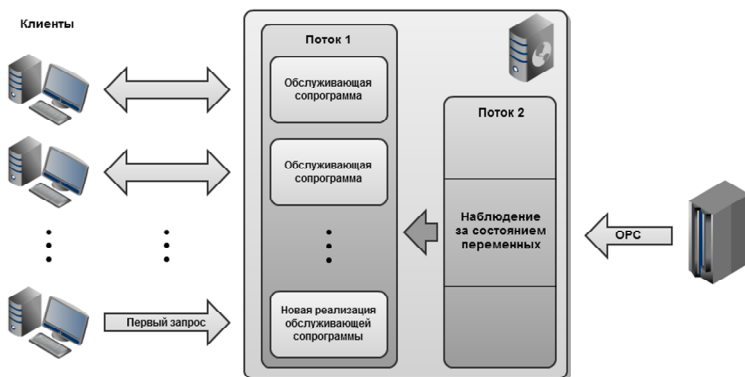 Клиенты
Поток 1
Обслуживающая
сопрограмма
Обслуживающая
сопрограмма
Новая реализация
обслуживающей
сопрограммы
Первый запрос
Поток 2
Наблюдение
за состоянием
переменных
OPC